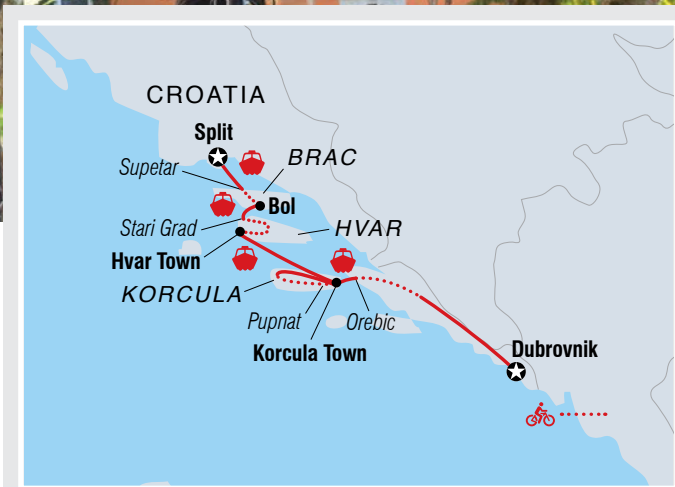 CROATIA
Split
Supetar
BRAC
Bol
Stari Grad
HVAR
Hvar Town
KORCULA
Pupnat
Orebic
Korcula Town
Dubrovnik